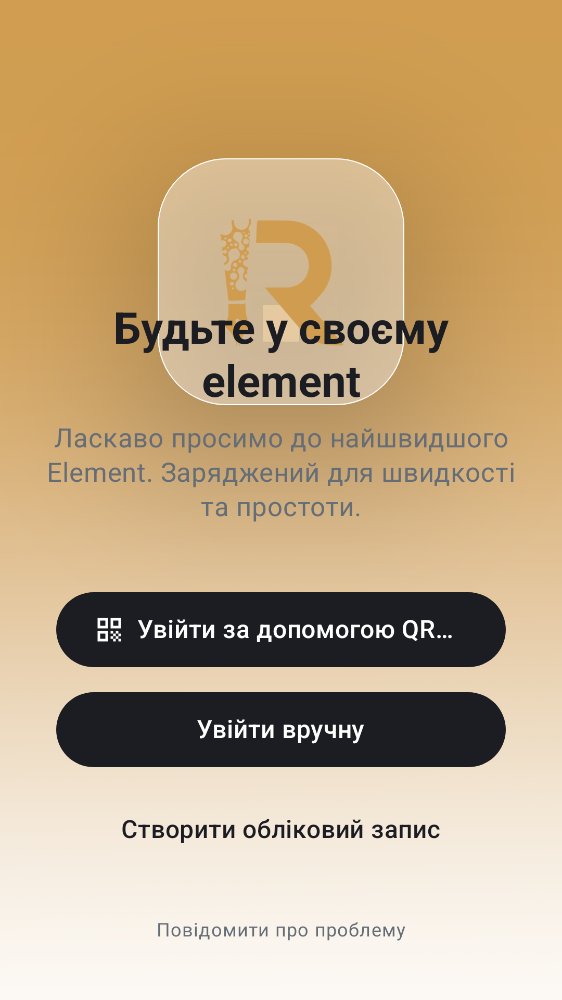 R
Будьте у своєму
element
Ласкаво просимо до найшвидшого
Element. Заряджений для швидкості
та простоти.
Увійти за допомогою QR…
Увійти вручну
Створити обліковий запис
Повідомити про проблему